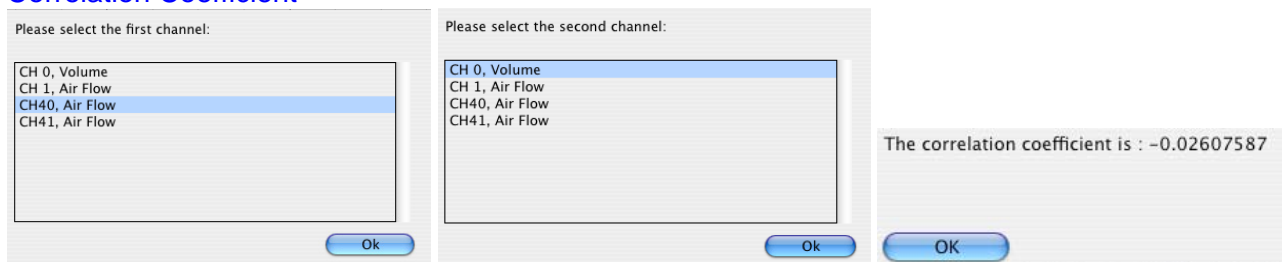 Correlation Coefficient
Please select the first channel:
CH 0, Volume
CH 1, Air Flow
CH40, Air Flow
CH41, Air Flow
Ok
Please select the second channel:
CH 0, Volume
CH 1, Air Flow
CH40, Air Flow
CH41, Air Flow
Ok
The correlation coefficient is : -0.02607587
OK